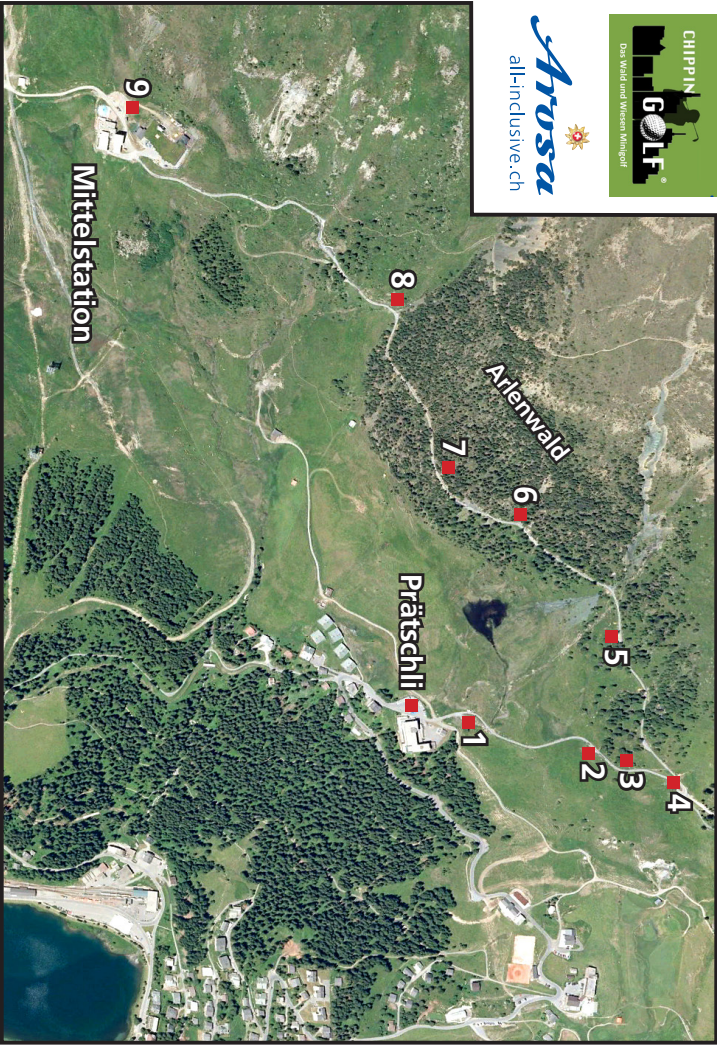 CHIPPIN
GOLF®
Das Wald und Wiesen Minigolf
Arosa
all-inclusive.ch
4
3
5
2
6
Arlenwald
1
7
Prätschli
8
9
Mittelstation